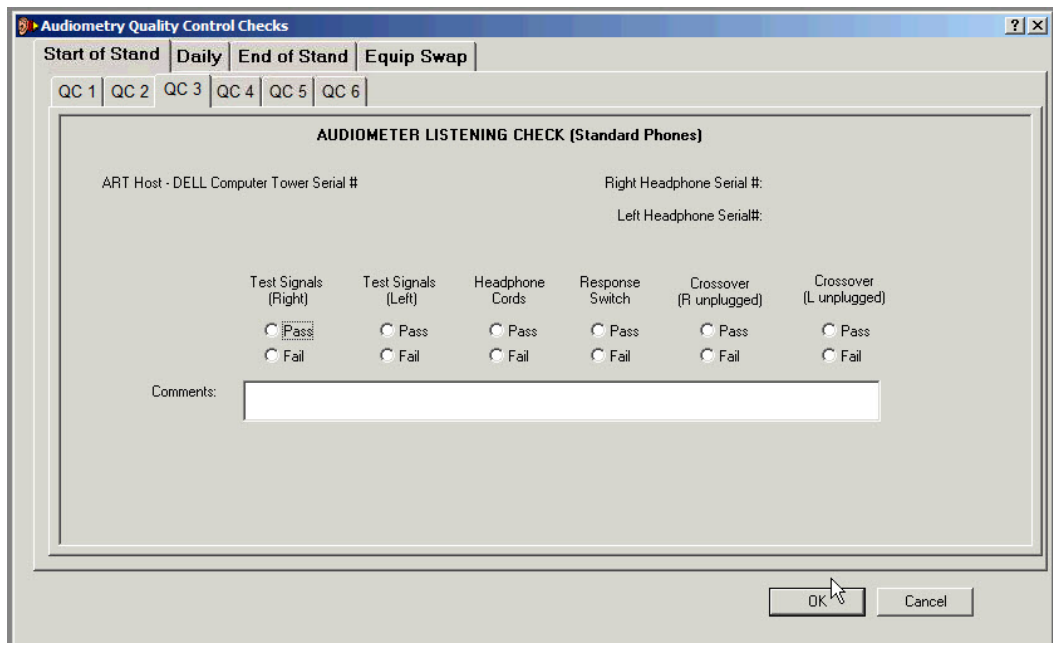 Audiometry Quality Control Checks
Start of Stand Daily End of Stand Equip Swap
QC 1 QC 2 QC 3 QC 4 QC 5 QC 6
AUDIOMETER LISTENING CHECK (Standard Phones)
ART Host - DELL Computer Tower Serial # Right Headphone Serial #:
Left Headphone Serial#:
Test Signals Test Signals Headphone Response Crossover Crossover
(Right) (Left) Cords Switch (R unplugged) (L unplugged)
Pass Pass Pass Pass Pass Pass
Fail Fail Fail Fail Fail Fail
Comments:
OK Cancel